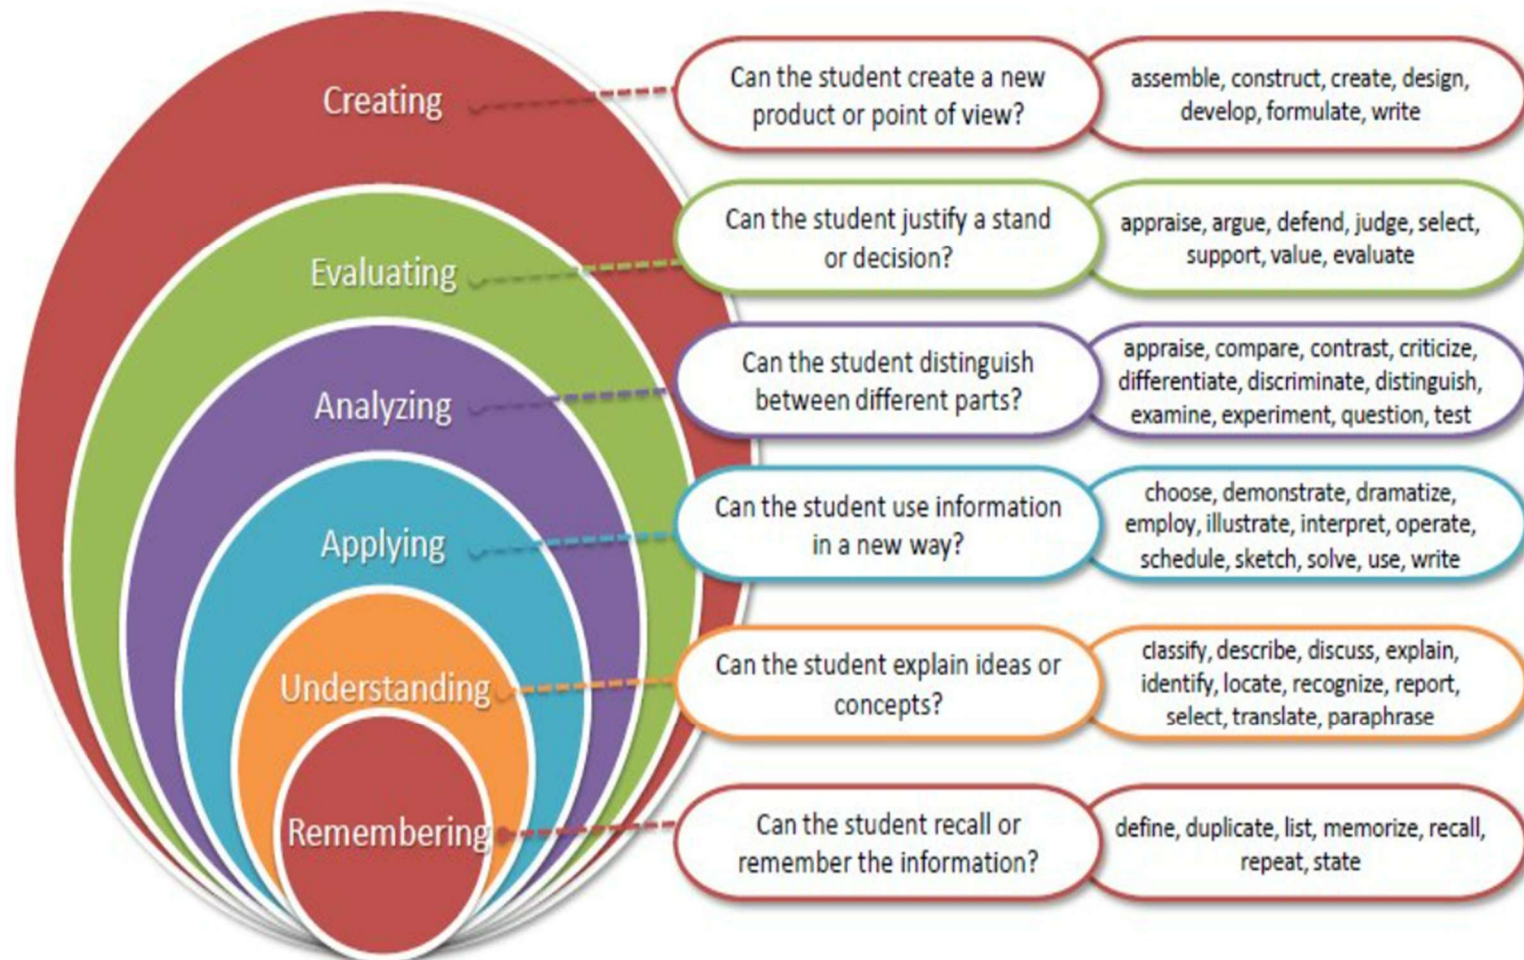 Creating
Can the student create a new
product or point of view?
assemble, construct, create, design,
develop, formulate, write
Evaluating
Can the student justify a stand
or decision?
appraise, argue, defend, judge, select,
support, value, evaluate
Analyzing
Can the student distinguish
between different parts?
appraise, compare, contrast, criticize,
differentiate, discriminate, distinguish,
examine, experiment, question, test
Applying
Can the student use information
in a new way?
choose, demonstrate, dramatize,
employ, illustrate, interpret, operate,
schedule, sketch, solve, use, write
Understanding
Can the student explain ideas or
concepts?
classify, describe, discuss, explain,
identify, locate, recognize, report,
select, translate, paraphrase
Remembering
Can the student recall or
remember the information?
define, duplicate, list, memorize, recall,
repeat, state